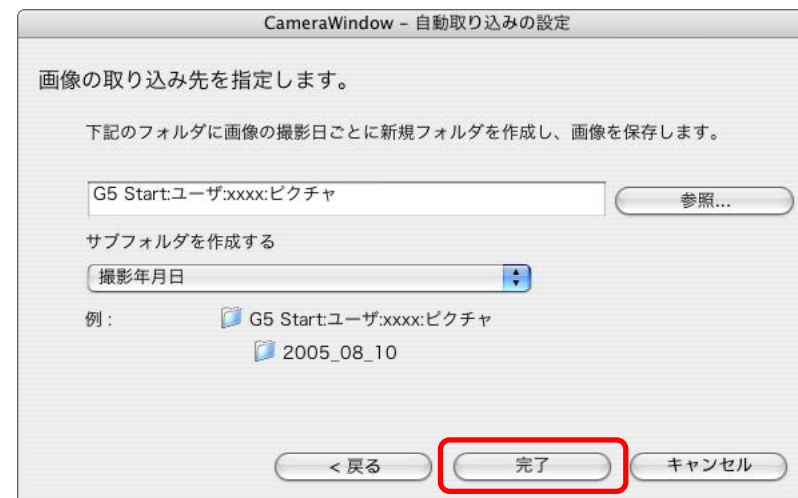 CameraWindow – 自動取り込みの設定
画像の取り込み先を指定します。
下記のフォルダに画像の撮影日ごとに新規フォルダを作成し、画像を保存します。
G5 Start:ユーザ:xxxx:ピクチャ
参照...
サブフォルダを作成する
撮影年月日
例 :
G5 Start:ユーザ:xxxx:ピクチャ
2005_08_10
< 戻る
完了
キャンセル